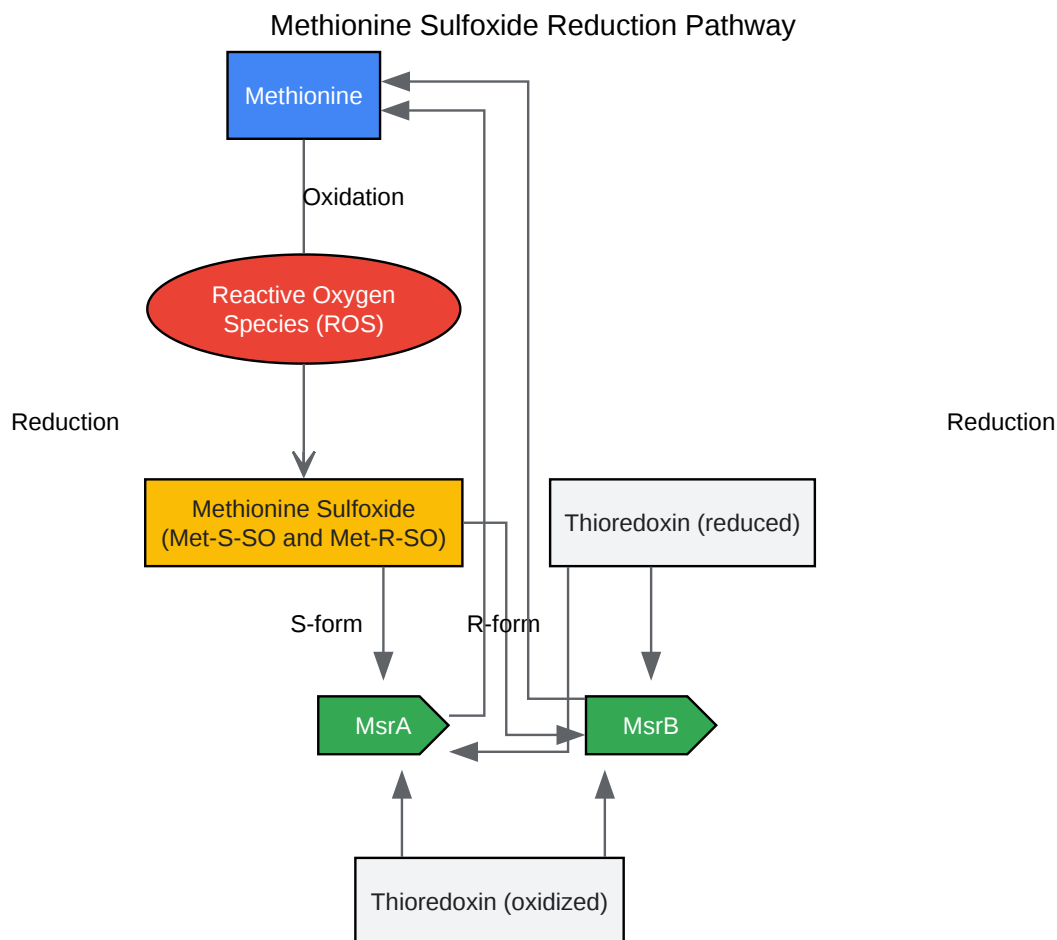 Methionine Sulfoxide Reduction Pathway
Methionine
Oxidation
Reactive Oxygen
Species (ROS)
Reduction
Reduction
Methionine Sulfoxide
(Met-S-SO and Met-R-SO)
Thioredoxin (reduced)
S-form
R-form
MsrA
MsrB
Thioredoxin (oxidized)